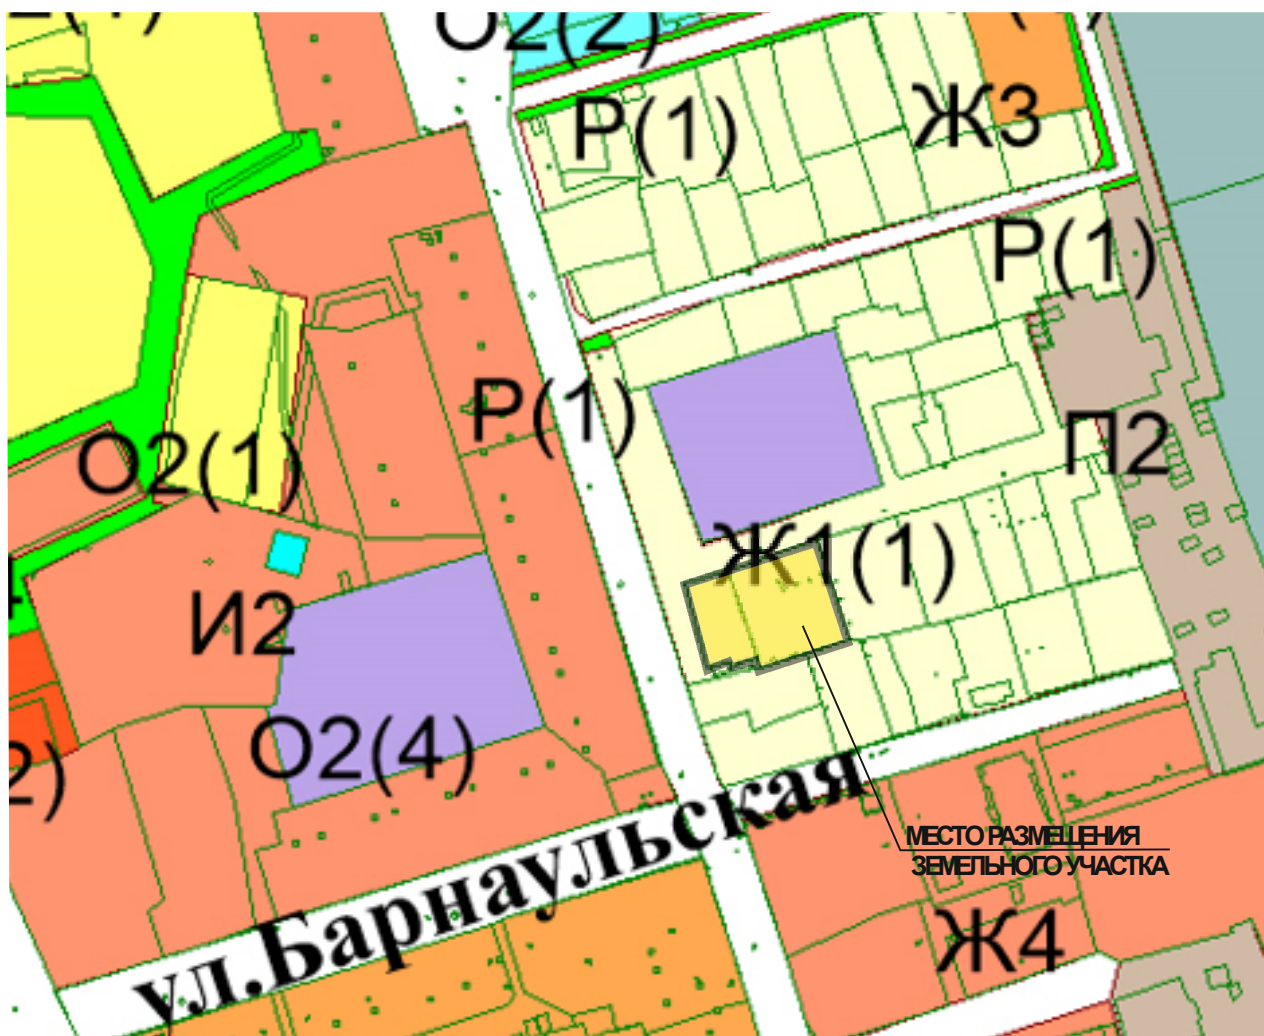 О2(2)
Р(1)
Ж3
Р(1)
Р(1)
П2
О2(1)
Ж1(1)
И2
О2(4)
ул.Барнаульская
МЕСТО РАЗМЕЩЕНИЯ
ЗЕМЕЛЬНОГО УЧАСТКА
Ж4